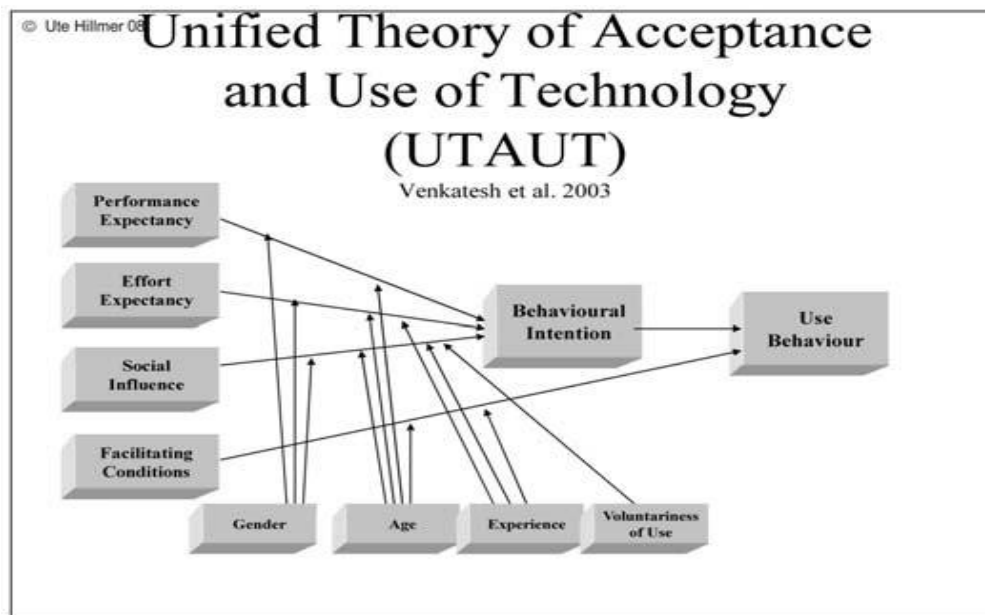 © Ute Hillmer 08
Unified Theory of Acceptance
and Use of Technology
(UTAUT)
Venkatesh et al. 2003
Performance
Expectancy
Effort
Expectancy
Social
Influence
Facilitating
Conditions
Behavioural
Intention
Use
Behaviour
Gender
Age
Experience
Voluntariness
of Use